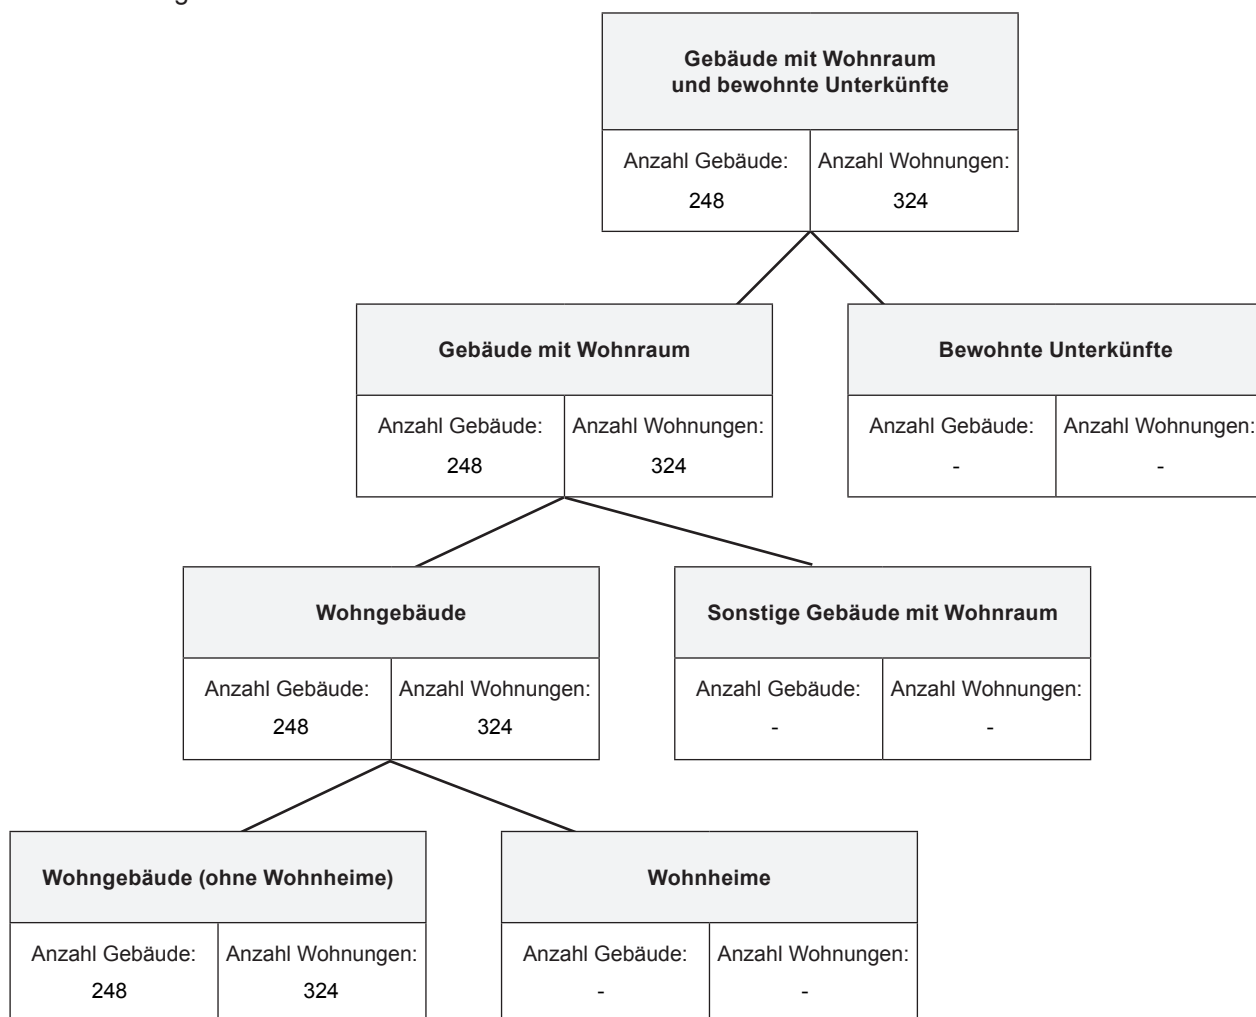 Gebäude mit Wohnraum
und bewohnte Unterkünfte
Anzahl Gebäude: Anzahl Wohnungen:
248 324
Gebäude mit Wohnraum
Anzahl Gebäude: Anzahl Wohnungen:
248 324
Bewohnte Unterkünfte
Anzahl Gebäude: Anzahl Wohnungen:
- -
Wohngebäude
Anzahl Gebäude: Anzahl Wohnungen:
248 324
Sonstige Gebäude mit Wohnraum
Anzahl Gebäude: Anzahl Wohnungen:
- -
Wohngebäude (ohne Wohnheime)
Anzahl Gebäude: Anzahl Wohnungen:
248 324
Wohnheime
Anzahl Gebäude: Anzahl Wohnungen:
- -